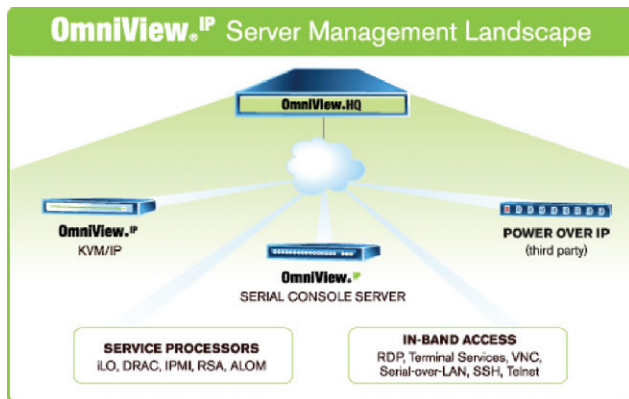 OmniView® IP Server Management Landscape
OmniView.HQ
OmniView.IP
KVM/IP
OmniView.IP
SERIAL CONSOLE SERVER
POWER OVER IP
(third party)
SERVICE PROCESSORS
iLO, DRAC, IPMI, RSA, ALOM
IN-BAND ACCESS
RDP, Terminal Services, VNC,
Serial-over-LAN, SSH, Telnet